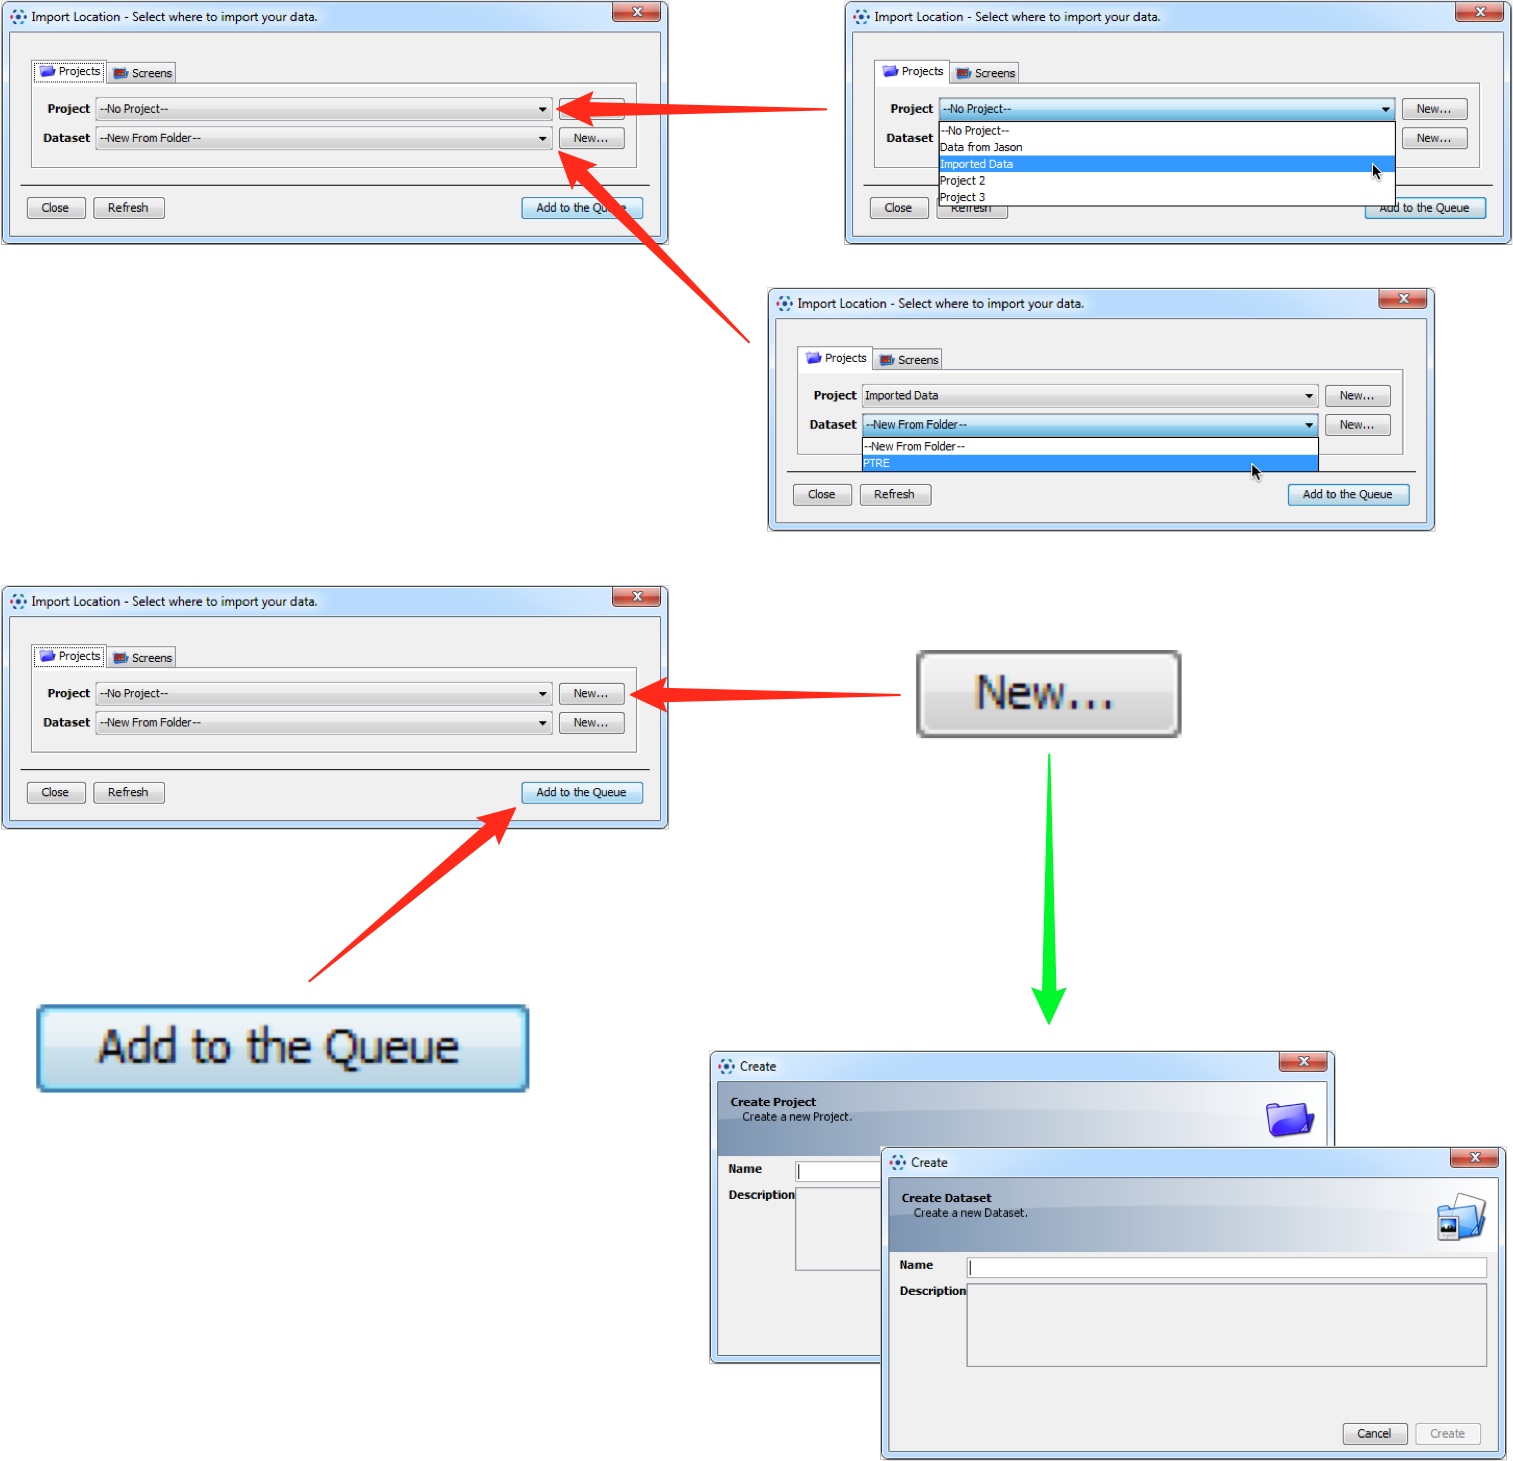 Import Location - Select where to import your data.
Projects
Screens
Project --No Project--
Dataset --New From Folder-- New...
Close Refresh Add to the Queue
Import Location - Select where to import your data.
Projects
Screens
Project --No Project-- New...
--No Project--
Dataset New...
Data from Jason
Imported Data
Project 2
Project 3
Close Refresh Add to the Queue
Import Location - Select where to import your data.
Projects
Screens
Project Imported Data New...
Dataset --New From Folder-- New...
--New From Folder--
PTRE
Close Refresh Add to the Queue
Import Location - Select where to import your data.
Projects
Screens
Project --No Project-- New...
Dataset --New From Folder-- New...
Close Refresh Add to the Queue
New...
Add to the Queue
Create
Create Project
Create a new Project.
Name
Description
Create
Create Dataset
Create a new Dataset.
Name
Description
Cancel Create